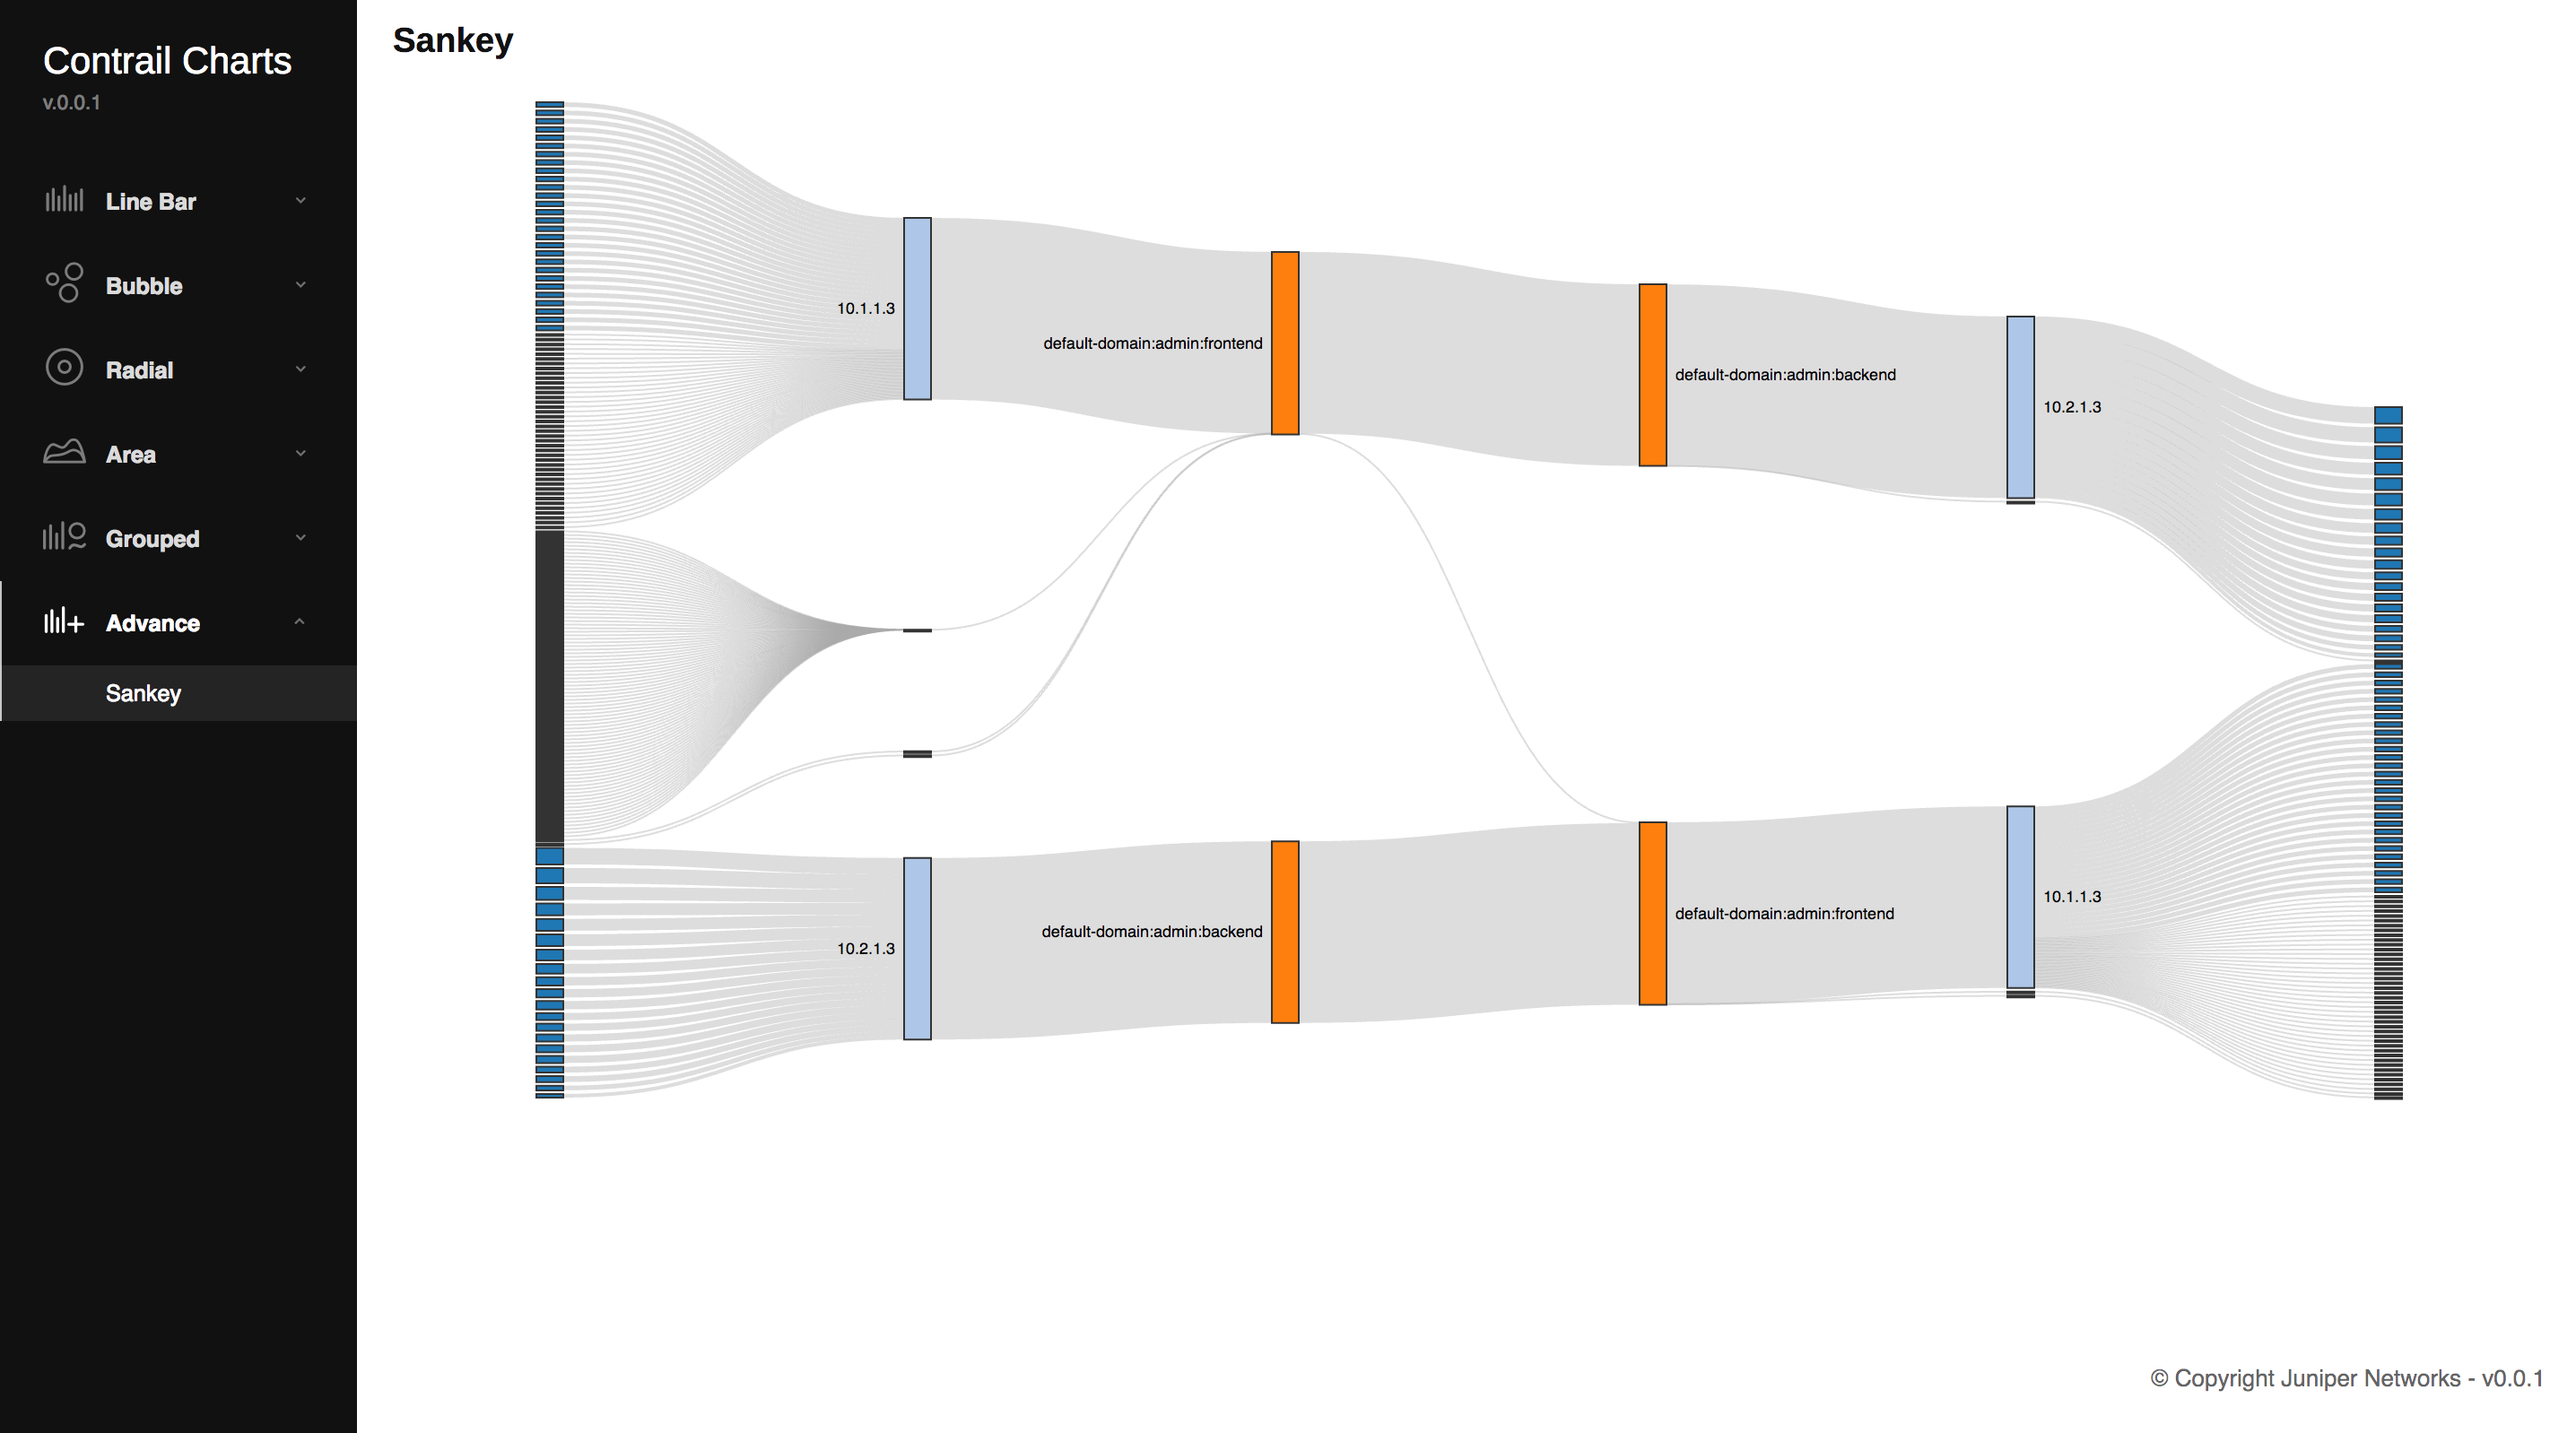 Contrail Charts
v.0.0.1
Line Bar
Bubble
Radial
Area
Grouped
Advance
Sankey
Sankey
10.1.1.3
default-domain:admin:frontend
default-domain:admin:backend
10.2.1.3
10.2.1.3
default-domain:admin:backend
default-domain:admin:frontend
10.1.1.3
© Copyright Juniper Networks - v0.0.1